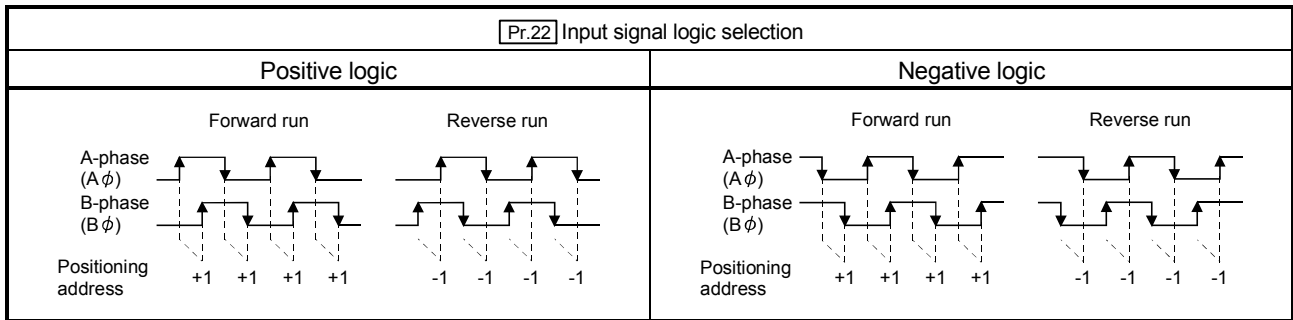 Pr.22 Input signal logic selection
Positive logic
Negative logic
Forward run
Reverse run
A-phase
(Aϕ)
B-phase
(Bϕ)
Positioning
address
+1 +1 +1 +1
-1 -1 -1 -1
Forward run
Reverse run
A-phase
(Aϕ)
B-phase
(Bϕ)
Positioning
address
+1 +1 +1 +1
-1 -1 -1 -1